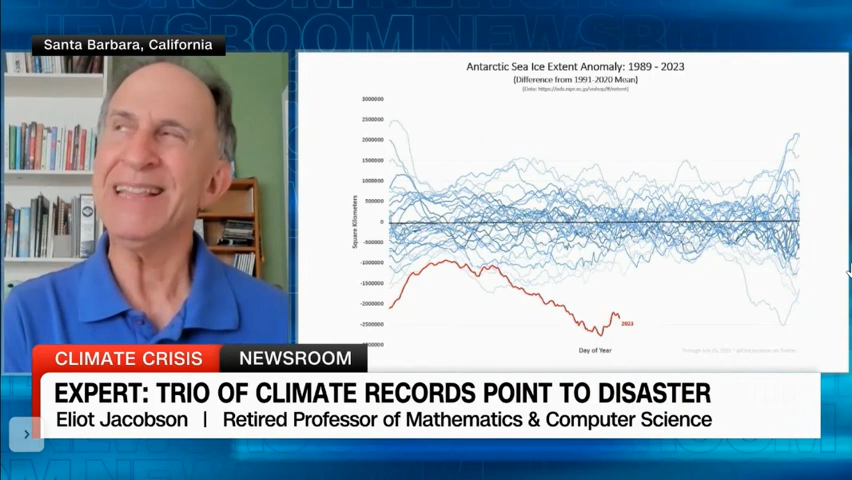 Santa Barbara, California
Antarctic Sea Ice Extent Anomaly: 1989 - 2023
(Difference from 1991-2020 Mean)
3000000
2500000
2000000
1500000
1000000
500000
0
-500000
-1000000
-1500000
-2000000
-2500000
Square Kilometers
2023
Day of Year
CLIMATE CRISIS
NEWSROOM
EXPERT: TRIO OF CLIMATE RECORDS POINT TO DISASTER
Eliot Jacobson | Retired Professor of Mathematics & Computer Science
NEWSROOM